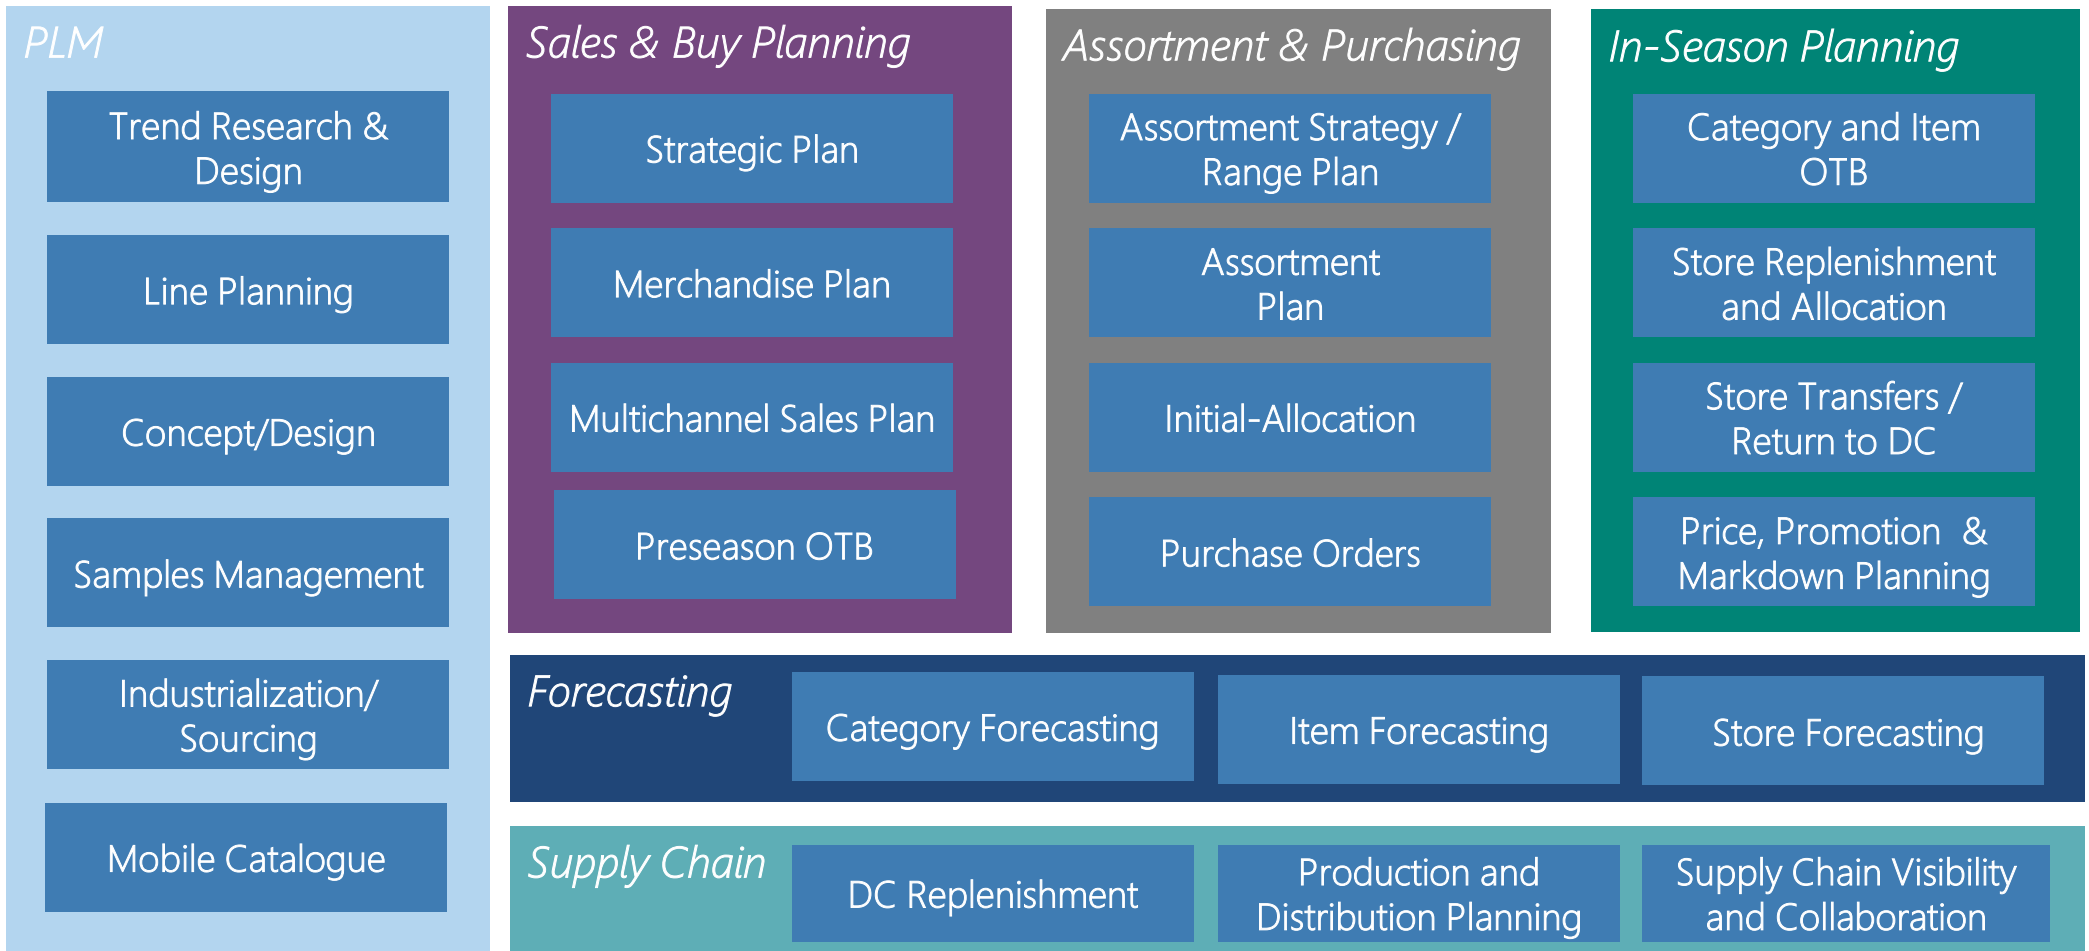 PLM
Trend Research &
Design
Line Planning
Concept/Design
Samples Management
Industrialization/
Sourcing
Mobile Catalogue
Sales & Buy Planning
Strategic Plan
Merchandise Plan
Multichannel Sales Plan
Preseason OTB
Assortment & Purchasing
Assortment Strategy /
Range Plan
Assortment
Plan
Initial-Allocation
Purchase Orders
In-Season Planning
Category and Item
OTB
Store Replenishment
and Allocation
Store Transfers /
Return to DC
Price, Promotion  &
Markdown Planning
Forecasting
Category Forecasting
Item Forecasting
Store Forecasting
Supply Chain
DC Replenishment
Production and
Distribution Planning
Supply Chain Visibility
and Collaboration